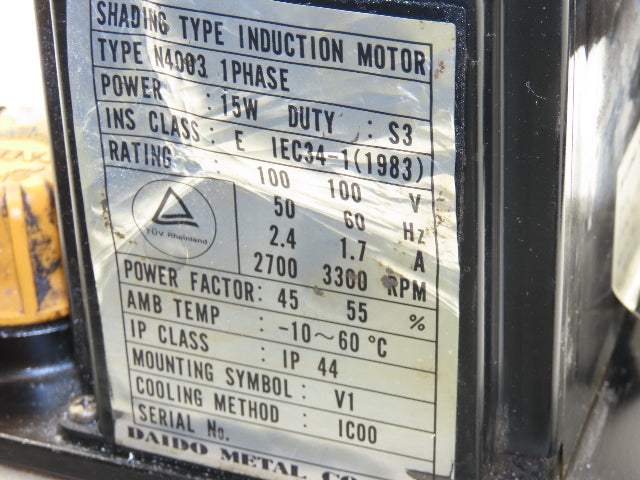 SHADING TYPE INDUCTION MOTOR
TYPE N4003 1PHASE
POWER : 15W DUTY : S3
INS CLASS : E IEC34-1(1983)
RATING : 100 100 V
50 60 Hz
2.4 1.7 A
2700 3300 RPM
TÜV Rheinland
POWER FACTOR: 45 55 %
AMB TEMP : -10~60 °C
IP CLASS : IP 44
MOUNTING SYMBOL : V1
COOLING METHOD : IC00
SERIAL No.
DAIDO METAL CO